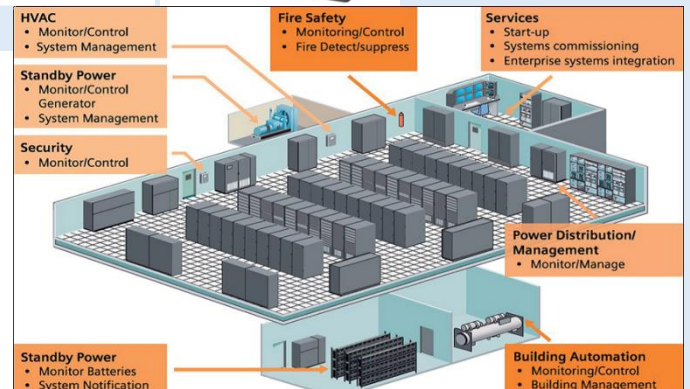 HVAC
• Monitor/Control
• System Management
Standby Power
• Monitor/Control
Generator
• System Management
Security
• Monitor/Control
Fire Safety
• Monitoring/Control
• Fire Detect/suppress
Services
• Start-up
• Systems commissioning
• Enterprise systems integration
Power Distribution/
Management
• Monitor/Manage
Standby Power
• Monitor Batteries
• System Notification
Building Automation
• Monitoring/Control
• Building Management